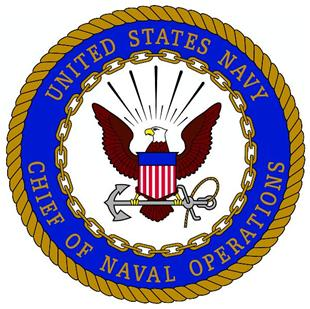 UNITED STATES NAVY
CHIEF OF NAVAL OPERATIONS